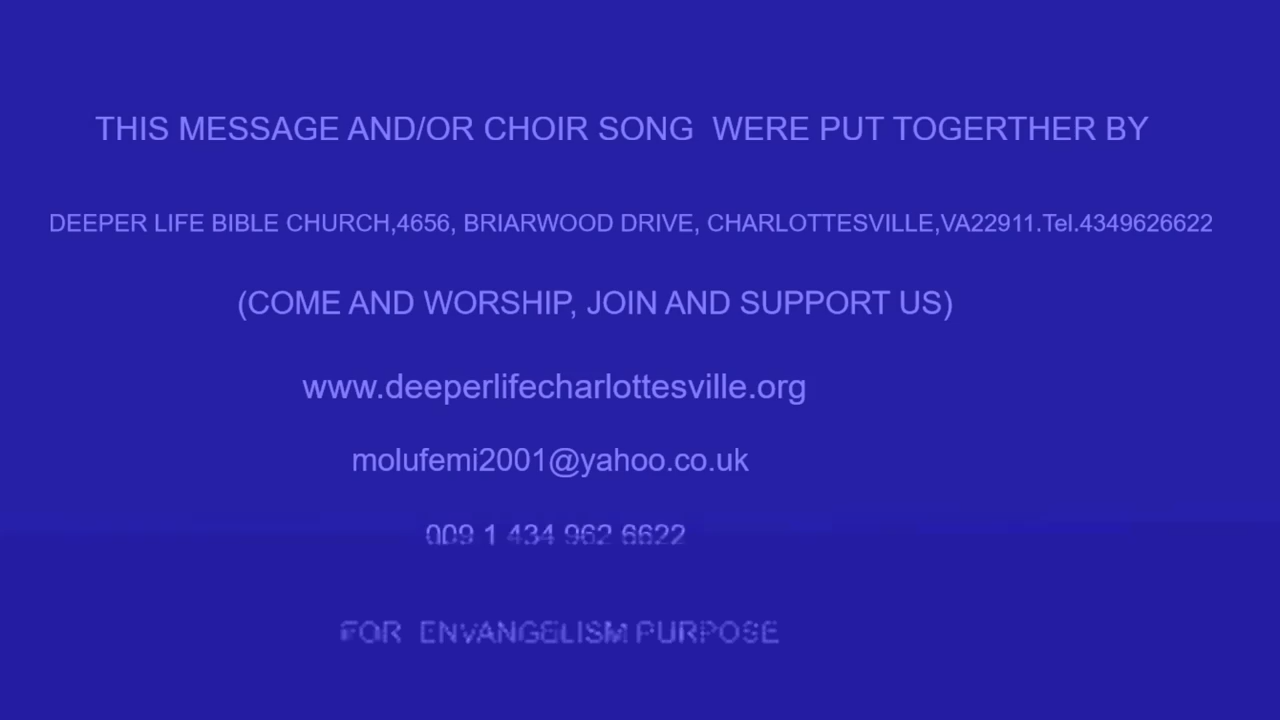 THIS MESSAGE AND/OR CHOIR SONG  WERE PUT TOGERTHER BY
DEEPER LIFE BIBLE CHURCH,4656, BRIARWOOD DRIVE, CHARLOTTESVILLE,VA22911.Tel.4349626622
(COME AND WORSHIP, JOIN AND SUPPORT US)
www.deeperlifecharlottesville.org
molufemi2001@yahoo.co.uk
009 1 434 962 6622
FOR  ENVANGELISM PURPOSE